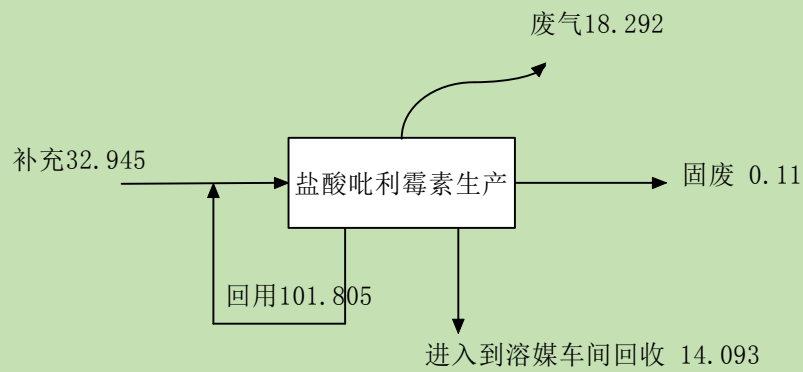 废气18.292
补充32.945
盐酸吡利霉素生产
固废 0.11
回用101.805
进入到溶媒车间回收 14.093